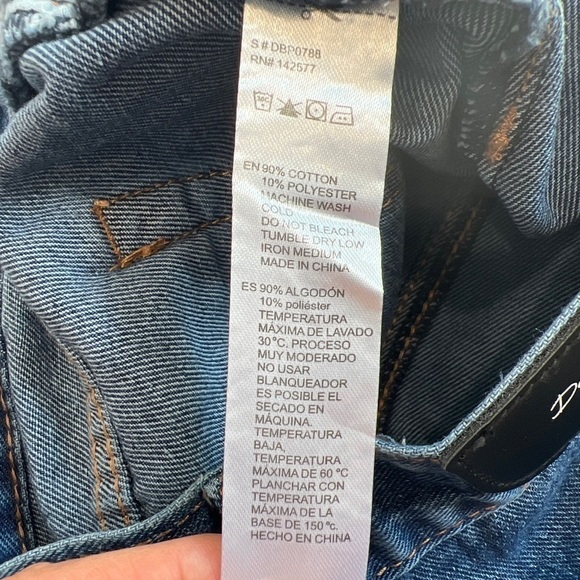 S # DBP0788
RN# 142577
30C
EN 90% COTTON
10% POLYESTER
MACHINE WASH
COLD
DO NOT BLEACH
TUMBLE DRY LOW
IRON MEDIUM
MADE IN CHINA
ES 90% ALGODÓN
10% poliéster
TEMPERATURA
MÁXIMA DE LAVADO
30°C. PROCESO
MUY MODERADO
NO USAR
BLANQUEADOR
ES POSIBLE EL
SECADO EN
MÁQUINA.
TEMPERATURA
BAJA,
TEMPERATURA
MÁXIMA DE 60 °C
PLANCHAR CON
TEMPERATURA
MÁXIMA DE LA
BASE DE 150 °C.
HECHO EN CHINA